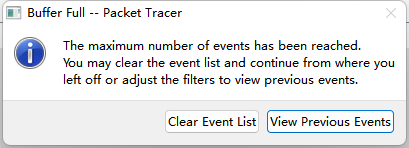 Buffer Full -- Packet Tracer
The maximum number of events has been reached.
You may clear the event list and continue from where you
left off or adjust the filters to view previous events.
Clear Event List
View Previous Events